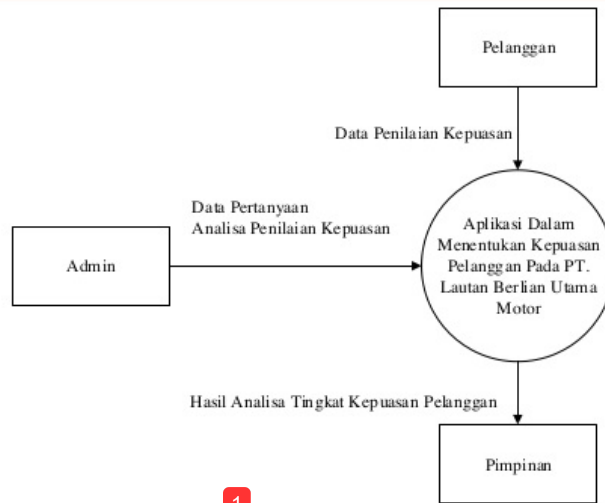 Pelanggan
Data Penilaian Kepuasan
Data Pertanyaan
Analisa Penilaian Kepuasan
Admin
Aplikasi Dalam
Menentukan Kepuasan
Pelanggan Pada PT.
Lautan Berlian Utama
Motor
Hasil Analisa Tingkat Kepuasan Pelanggan
Pimpinan
1